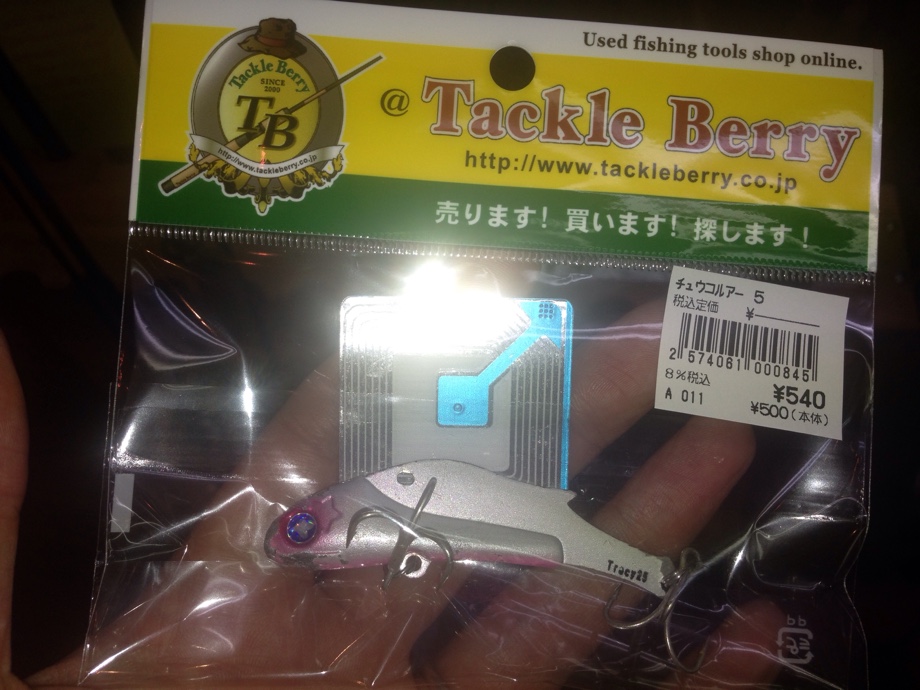 Used fishing tools shop online.
Tackle Berry
SINCE
2000
TB
http://www.tackleberry.co.jp
@ Tackle Berry
http://www.tackleberry.co.jp
売ります! 買います! 探します!
チュウコルアー 5
税込定価 ¥
2 574061 000845
8%税込
¥540
A 011
¥500(本体)
Tracy25
プラ